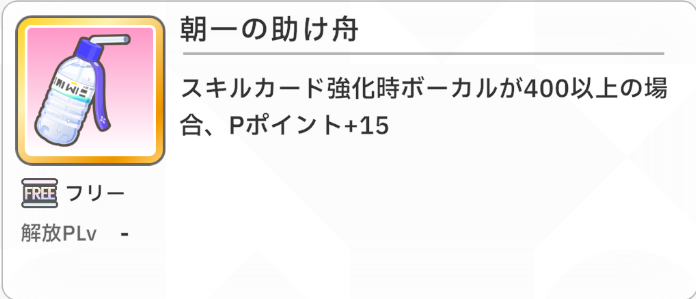 朝一の助け舟
スキルカード強化時ボーカルが400以上の場
合、Pポイント+15
FREE フリー
解放PLv -